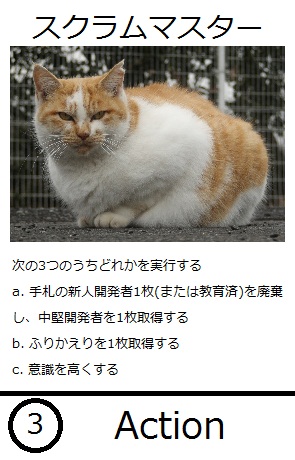 スクラムマスター
次の3つのうちどれかを実行する
a. 手札の新人開発者1枚(または教育済)を廃棄
し、中堅開発者を1枚取得する
b. ふりかえりを1枚取得する
c. 意識を高くする
3 Action